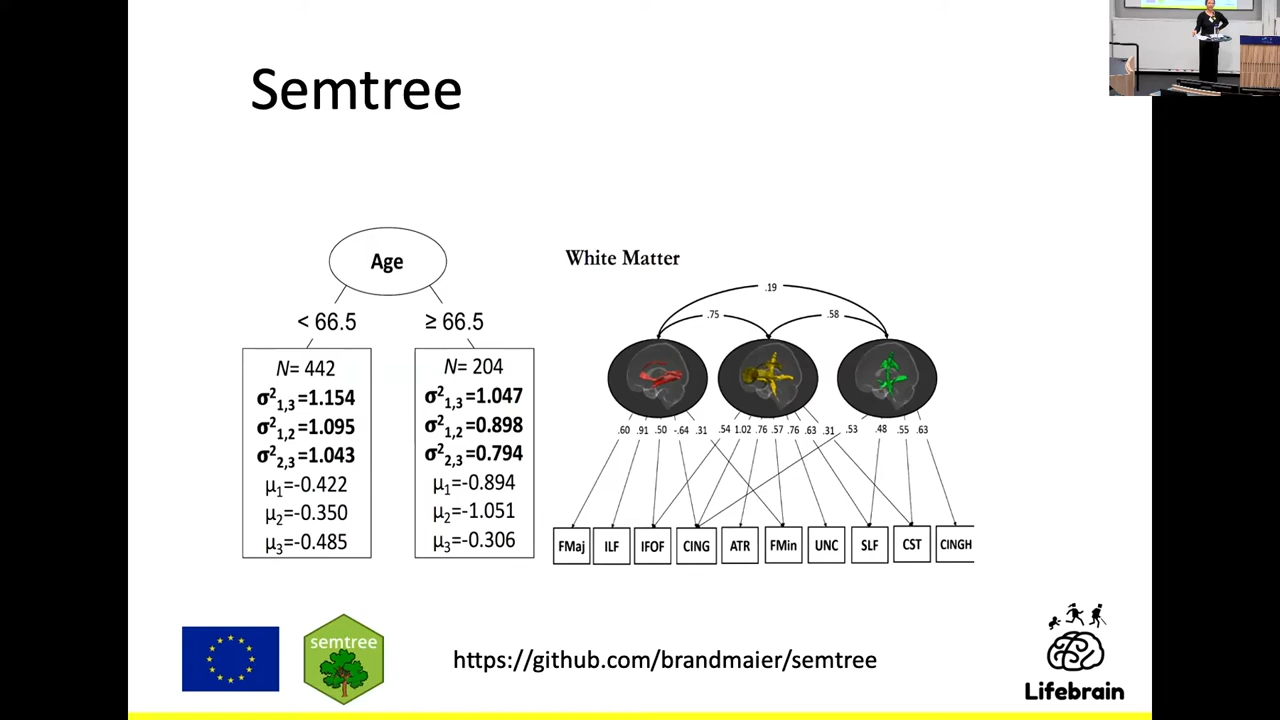 Semtree
Age
< 66.5
≥ 66.5
N= 442
σ²1,3=1.154
σ²1,2=1.095
σ²2,3=1.043
μ1=-0.422
μ2=-0.350
μ3=-0.485
N= 204
σ²1,3=1.047
σ²1,2=0.898
σ²2,3=0.794
μ1=-0.894
μ2=-1.051
μ3=-0.306
White Matter
.19
.75
.58
.60 .91 .50 -.64 .31 .54 1.02 .76 .57 .76 .63 .31 .53 .48 .55 .63
FMaj ILF IFOF CING ATR FMin UNC SLF CST CINGH
semtree
https://github.com/brandmaier/semtree
Lifebrain